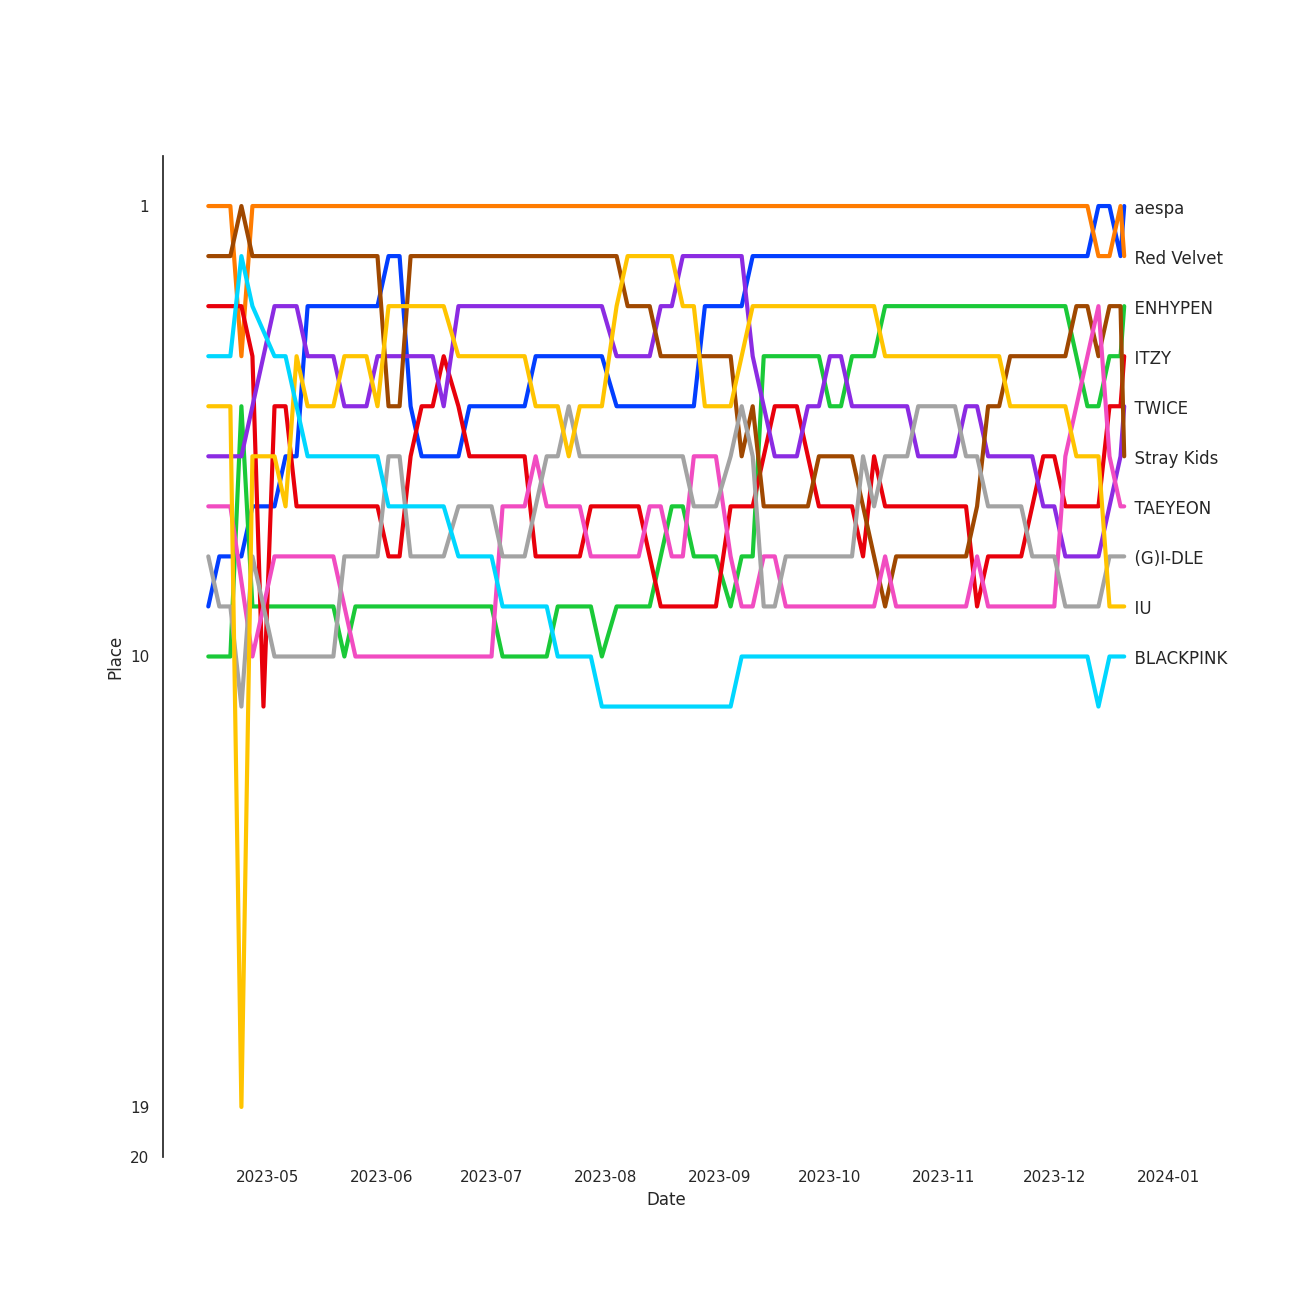 1
10
19
20
Place
aespa
Red Velvet
ENHYPEN
ITZY
TWICE
Stray Kids
TAEYEON
(G)I-DLE
IU
BLACKPINK
2023-05 2023-06 2023-07 2023-08 2023-09 2023-10 2023-11 2023-12 2024-01
Date